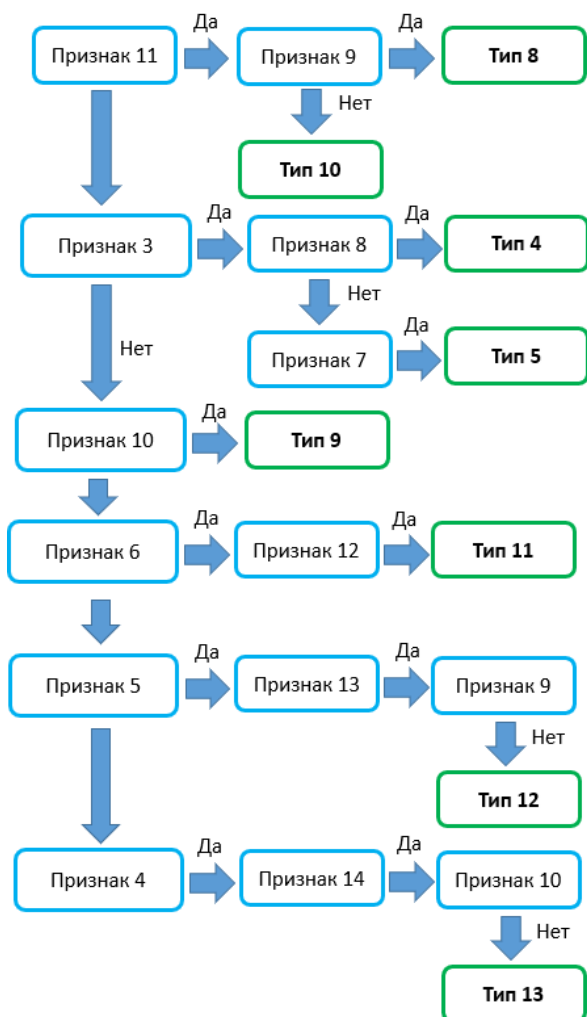 Да
Да
Признак 11
Признак 9
Тип 8
Нет
Тип 10
Да
Да
Признак 3
Признак 8
Тип 4
Нет
Нет
Да
Признак 7
Тип 5
Да
Признак 10
Тип 9
Да
Да
Признак 6
Признак 12
Тип 11
Да
Да
Признак 5
Признак 13
Признак 9
Нет
Тип 12
Да
Да
Признак 4
Признак 14
Признак 10
Нет
Тип 13